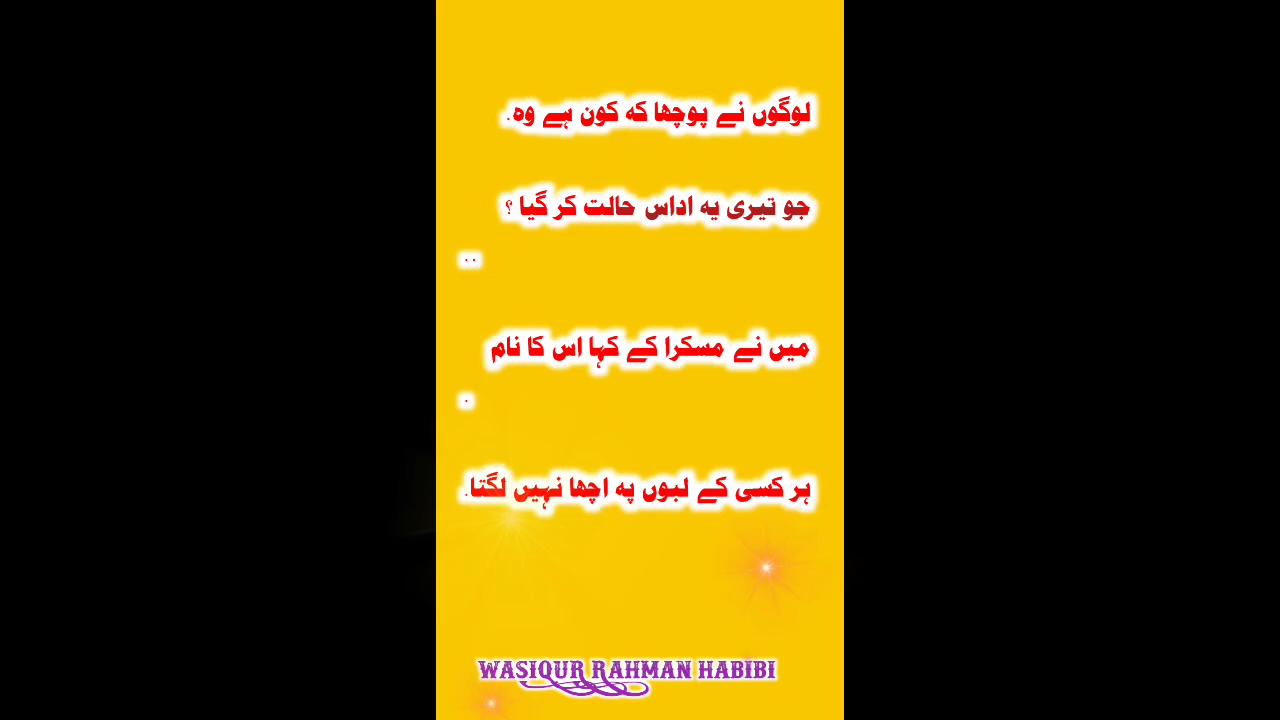 لوگوں نے پوچھا کہ کون ہے وہ.
جو تیری یہ اداس حالت کر گیا ؟
..
میں نے مسکرا کے کہا اس کا نام
.
ہر کسی کے لبوں پہ اچھا نہیں لگتا.
WASIQUR RAHMAN HABIBI